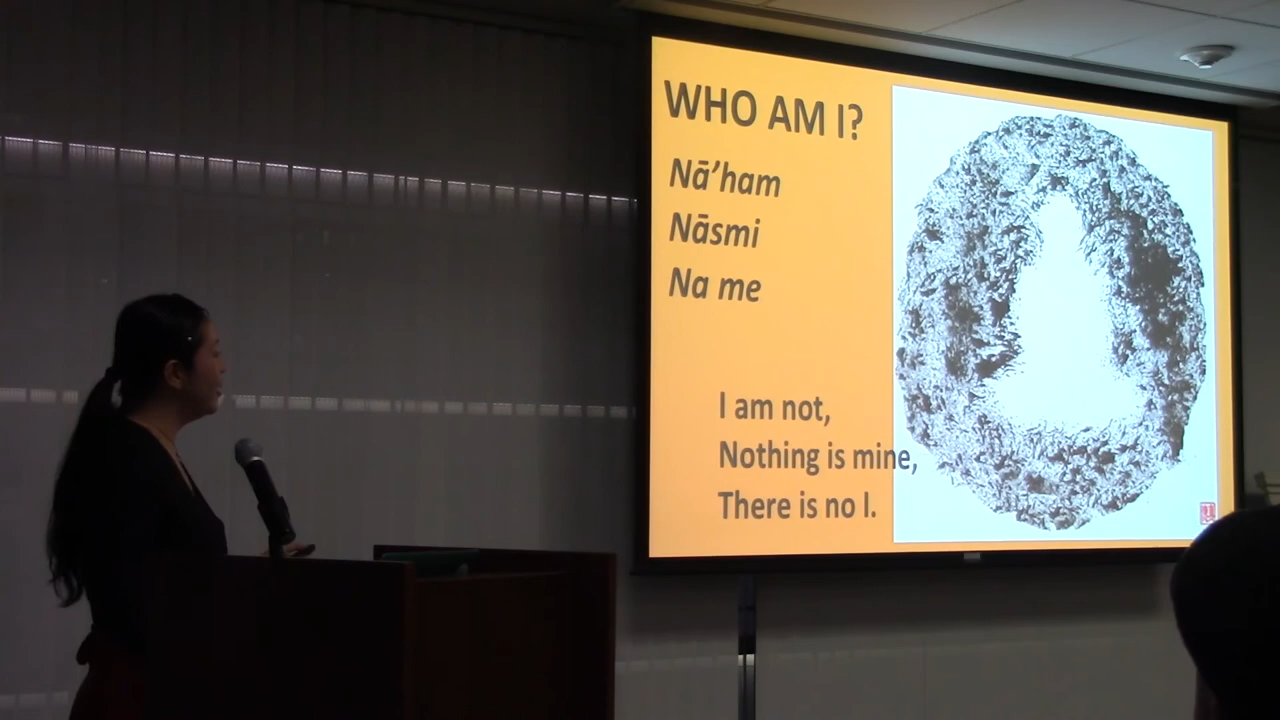 WHO AM I?
Nā’ham
Nāsmi
Na me
I am not,
Nothing is mine,
There is no I.